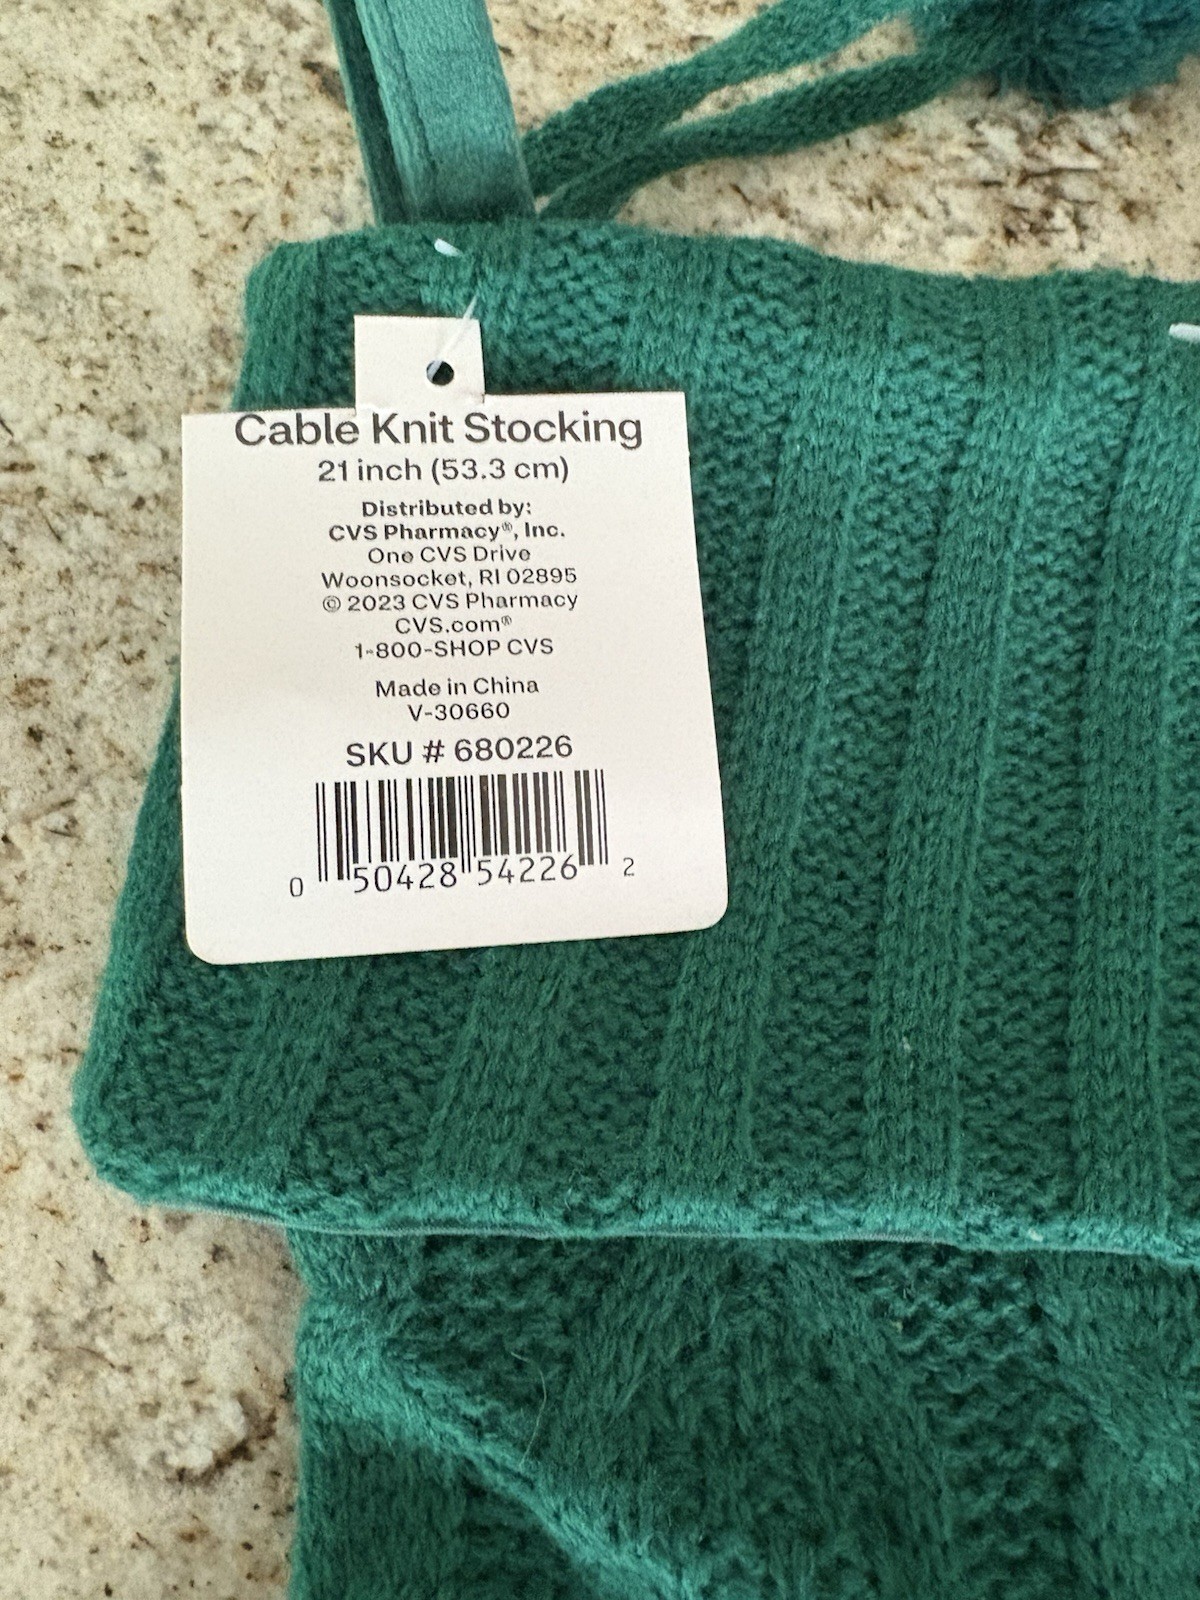 Cable Knit Stocking
21 inch (53.3 cm)
Distributed by:
CVS Pharmacy®, Inc.
One CVS Drive
Woonsocket, RI 02895
© 2023 CVS Pharmacy
CVS.com®
1-800-SHOP CVS
Made in China
V-30660
SKU # 680226
0 50428 54226 2